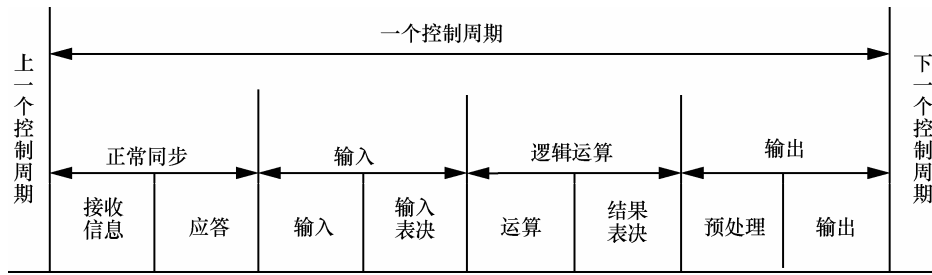 一个控制周期
上一个控制周期
下一个控制周期
正常同步
输入
逻辑运算
输出
接收
信息
应答
输入
输入
表决
运算
结果
表决
预处理
输出